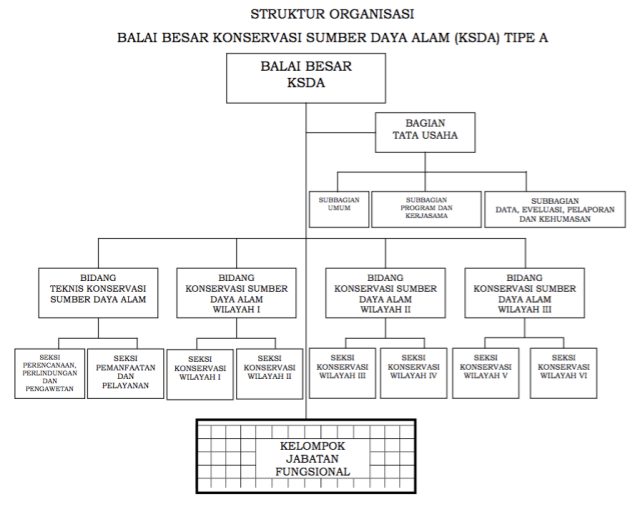 STRUKTUR ORGANISASI
BALAI BESAR KONSERVASI SUMBER DAYA ALAM (KSDA) TIPE A
BALAI BESAR
KSDA
BAGIAN
TATA USAHA
SUBBAGIAN
UMUM
SUBBAGIAN
PROGRAM DAN
KERJASAMA
SUBBAGIAN
DATA, EVELUASI, PELAPORAN
DAN KEHUMASAN
BIDANG
TEKNIS KONSERVASI
SUMBER DAYA ALAM
BIDANG
KONSERVASI SUMBER
DAYA ALAM
WILAYAH I
BIDANG
KONSERVASI SUMBER
DAYA ALAM
WILAYAH II
BIDANG
KONSERVASI SUMBER
DAYA ALAM
WILAYAH III
SEKSI
PERENCANAAN,
PERLINDUNGAN
DAN
PENGAWETAN
SEKSI
PEMANFAATAN
DAN
PELAYANAN
SEKSI
KONSERVASI
WILAYAH I
SEKSI
KONSERVASI
WILAYAH II
SEKSI
KONSERVASI
WILAYAH III
SEKSI
KONSERVASI
WILAYAH IV
SEKSI
KONSERVASI
WILAYAH V
SEKSI
KONSERVASI
WILAYAH VI
KELOMPOK
JABATAN
FUNGSIONAL